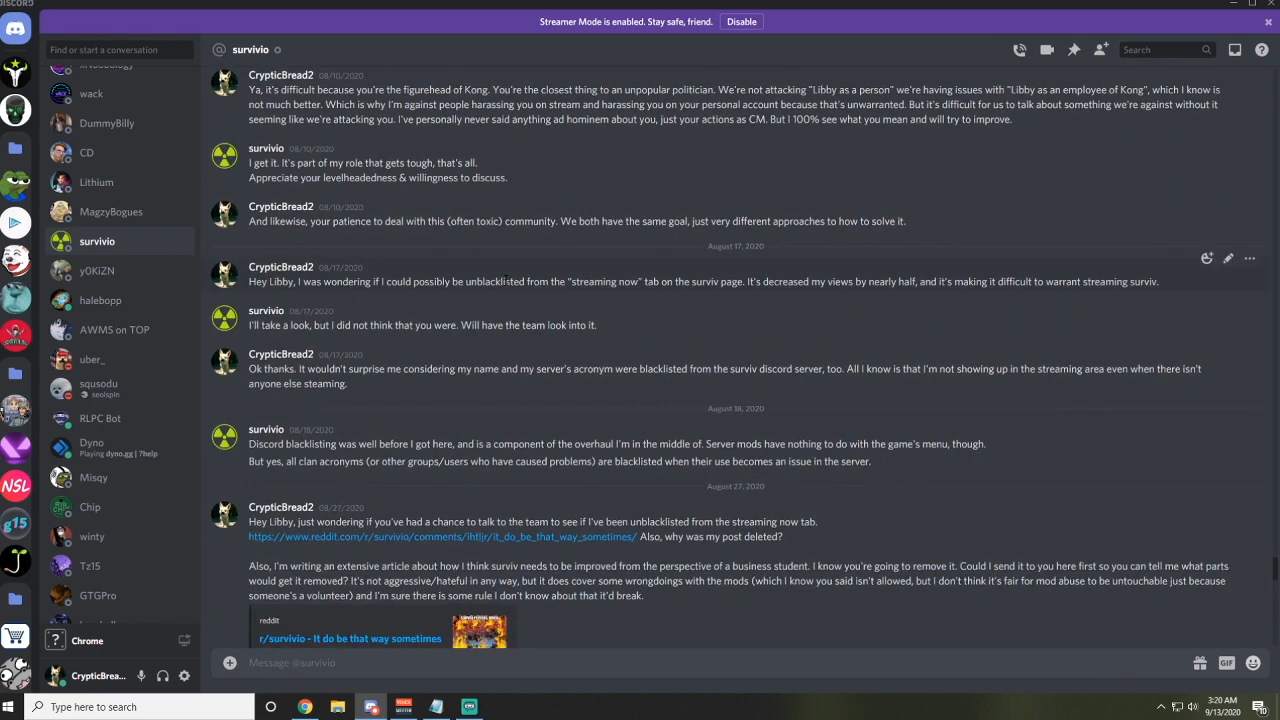 DISCORD
Streamer Mode is enabled. Stay safe, friend.
Disable
Find or start a conversation
@ survivio
Search
wack
DummyBilly
CD
Lithium
MagzyBogues
survivio
y0KiZN
halebopp
AWMS on TOP
uber_
squsodu
seoispin
RLPC Bot
Dyno
Playing dyno.gg | ?help
Misqy
Chip
winty
Tz15
GTGPro
Chrome
CrypticBrea...
NSL
g15
CrypticBread2 08/10/2020
Ya, it's difficult because you're the figurehead of Kong. You're the closest thing to an unpopular politician. We're not attacking "Libby as a person" we're having issues with "Libby as an employee of Kong", which I know is
not much better. Which is why I'm against people harassing you on stream and harassing you on your personal account because that's unwarranted. But it's difficult for us to talk about something we're against without it
seeming like we're attacking you. I've personally never said anything ad hominem about you, just your actions as CM. But I 100% see what you mean and will try to improve.
survivio 08/10/2020
I get it. It's part of my role that gets tough, that's all.
Appreciate your levelheadedness & willingness to discuss.
CrypticBread2 08/10/2020
And likewise, your patience to deal with this (often toxic) community. We both have the same goal, just very different approaches to how to solve it.
August 17, 2020
CrypticBread2 08/17/2020
Hey Libby, I was wondering if I could possibly be unblacklisted from the "streaming now" tab on the surviv page. It's decreased my views by nearly half, and it's making it difficult to warrant streaming surviv.
survivio 08/17/2020
I'll take a look, but I did not think that you were. Will have the team look into it.
CrypticBread2 08/17/2020
Ok thanks. It wouldn't surprise me considering my name and my server's acronym were blacklisted from the surviv discord server, too. All I know is that I'm not showing up in the streaming area even when there isn't
anyone else steaming.
August 18, 2020
survivio 08/18/2020
Discord blacklisting was well before I got here, and is a component of the overhaul I'm in the middle of. Server mods have nothing to do with the game's menu, though.
But yes, all clan acronyms (or other groups/users who have caused problems) are blacklisted when their use becomes an issue in the server.
August 27, 2020
CrypticBread2 08/27/2020
Hey Libby, just wondering if you've had a chance to talk to the team to see if I've been unblacklisted from the streaming now tab.
https://www.reddit.com/r/survivio/comments/ihtljr/it_do_be_that_way_sometimes/ Also, why was my post deleted?
Also, I'm writing an extensive article about how I think surviv needs to be improved from the perspective of a business student. I know you're going to remove it. Could I send it to you here first so you can tell me what parts
would get it removed? It's not aggressive/hateful in any way, but it does cover some wrongdoings with the mods (which I know you said isn't allowed, but I don't think it's fair for mod abuse to be untouchable just because
someone's a volunteer) and I'm sure there is some rule I don't know about that it'd break.
reddit
r/survivio - It do be that way sometimes
Message @survivio
GIF
Type here to search
3:20 AM
9/13/2020